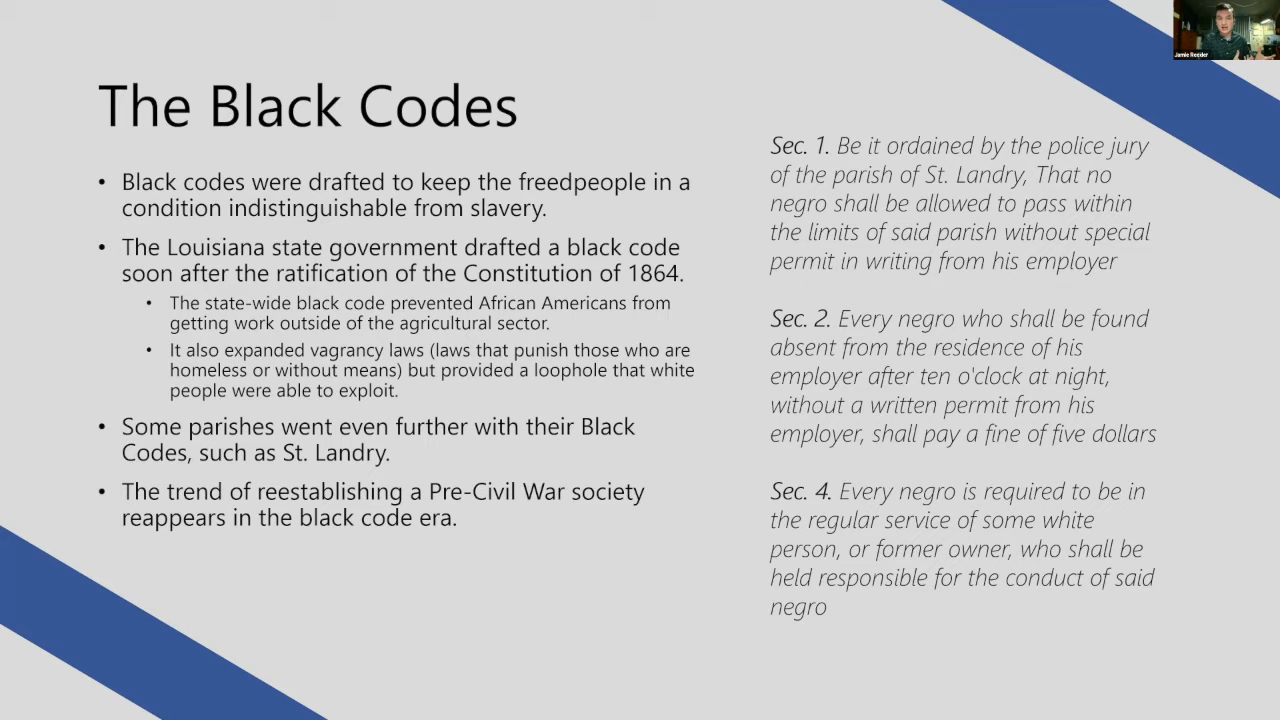 The Black Codes
• Black codes were drafted to keep the freedpeople in a
condition indistinguishable from slavery.
• The Louisiana state government drafted a black code
soon after the ratification of the Constitution of 1864.
• The state-wide black code prevented African Americans from
getting work outside of the agricultural sector.
• It also expanded vagrancy laws (laws that punish those who are
homeless or without means) but provided a loophole that white
people were able to exploit.
• Some parishes went even further with their Black
Codes, such as St. Landry.
• The trend of reestablishing a Pre-Civil War society
reappears in the black code era.
Sec. 1. Be it ordained by the police jury
of the parish of St. Landry, That no
negro shall be allowed to pass within
the limits of said parish without special
permit in writing from his employer
Sec. 2. Every negro who shall be found
absent from the residence of his
employer after ten o'clock at night,
without a written permit from his
employer, shall pay a fine of five dollars
Sec. 4. Every negro is required to be in
the regular service of some white
person, or former owner, who shall be
held responsible for the conduct of said
negro
Jamie